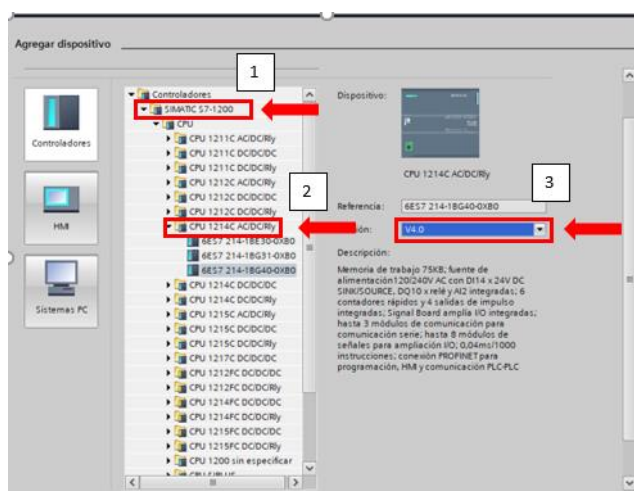 Agregar dispositivo
1
Controladores
HMI
Sistemas PC
Controladores
SIMATIC S7-1200
CPU
CPU 1211C AC/DC/Rly
CPU 1211C DC/DC/DC
CPU 1211C DC/DC/Rly
CPU 1212C AC/DC/Rly
CPU 1212C DC/DC/DC
CPU 1212C DC/DC/Rly
CPU 1214C AC/DC/Rly
6ES7 214-1BE30-0XB0
6ES7 214-1BG31-0XB0
6ES7 214-1BG40-0XB0
CPU 1214C DC/DC/DC
CPU 1214C DC/DC/Rly
CPU 1215C AC/DC/Rly
CPU 1215C DC/DC/DC
CPU 1215C DC/DC/Rly
CPU 1217C DC/DC/DC
CPU 1212FC DC/DC/DC
CPU 1212FC DC/DC/Rly
CPU 1214FC DC/DC/DC
CPU 1214FC DC/DC/Rly
CPU 1215FC DC/DC/DC
CPU 1215FC DC/DC/Rly
CPU 1200 sin especificar
CPU SIPLUS
2
Dispositivo:
CPU 1214C AC/DC/Rly
3
Referencia: 6ES7 214-1BG40-0XB0
ión: V4.0
Descripción:
Memoria de trabajo 75KB; fuente de
alimentación120/240V AC con DI14 x 24V DC
SINK/SOURCE, DQ10 x relé y AI2 integradas; 6
contadores rápidos y 4 salidas de impulso
integradas; Signal Board amplía I/O integradas;
hasta 3 módulos de comunicación para
comunicación serie; hasta 8 módulos de
señales para ampliación I/O; 0,04ms/1000
instrucciones; conexión PROFINET para
programación, HMI y comunicación PLC-PLC